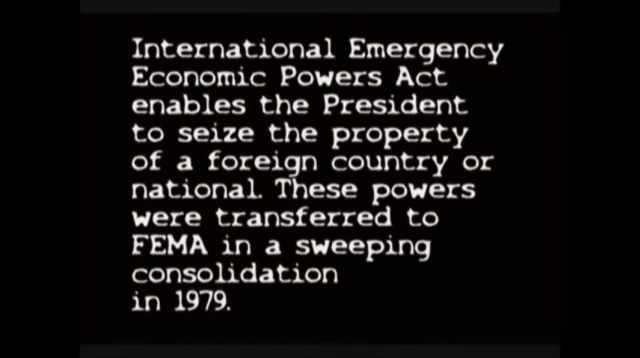 International Emergency
Economic Powers Act
enables the President
to seize the property
of a foreign country or
national. These powers
were transferred to
FEMA in a sweeping
consolidation
in 1979.